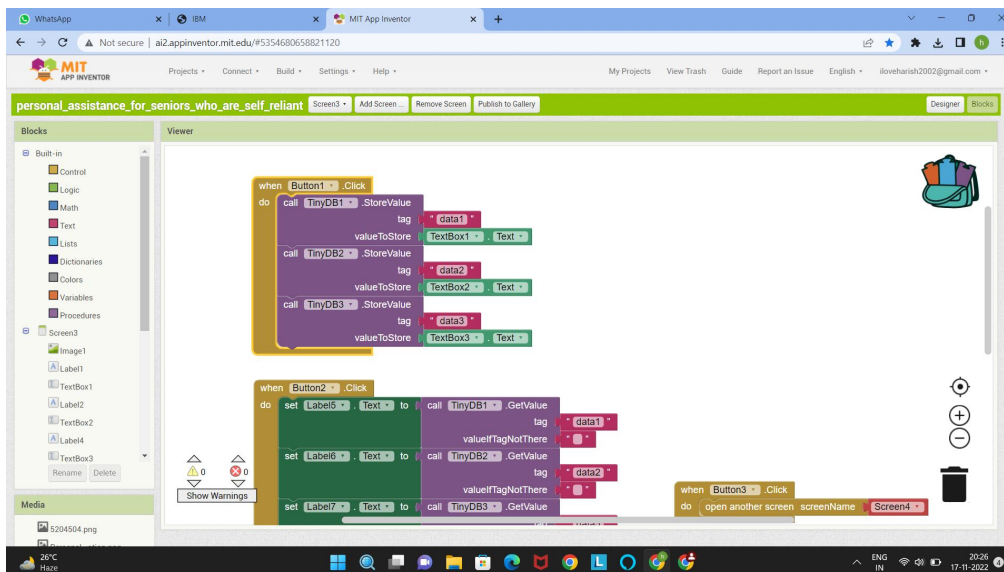 WhatsApp
IBM
MIT App Inventor
Not secure | ai2.appinventor.mit.edu/#5354680658821120
MIT
APP INVENTOR
Projects
Connect
Build
Settings
Help
My Projects
View Trash
Guide
Report an Issue
English
iloveharish2002@gmail.com
personal_assistance_for_seniors_who_are_self_reliant
Screen3
Add Screen ...
Remove Screen
Publish to Gallery
Designer
Blocks
Blocks
Viewer
Built-in
Control
Logic
Math
Text
Lists
Dictionaries
Colors
Variables
Procedures
Screen3
Image1
Label1
TextBox1
Label2
TextBox2
Label4
TextBox3
Rename
Delete
Media
5204504.png
when Button1 .Click
do call TinyDB1 .StoreValue
tag " data1 "
valueToStore TextBox1 . Text
call TinyDB2 .StoreValue
tag " data2 "
valueToStore TextBox2 . Text
call TinyDB3 .StoreValue
tag " data3 "
valueToStore TextBox3 . Text
when Button2 .Click
do set Label5 . Text to call TinyDB1 .GetValue
tag " data1 "
valueIfTagNotThere " "
set Label6 . Text to call TinyDB2 .GetValue
tag " data2 "
valueIfTagNotThere " "
set Label7 . Text to call TinyDB3 .GetValue
when Button3 .Click
do open another screen screenName Screen4
0
0
Show Warnings
26°C
Haze
ENG
IN
20:26
17-11-2022